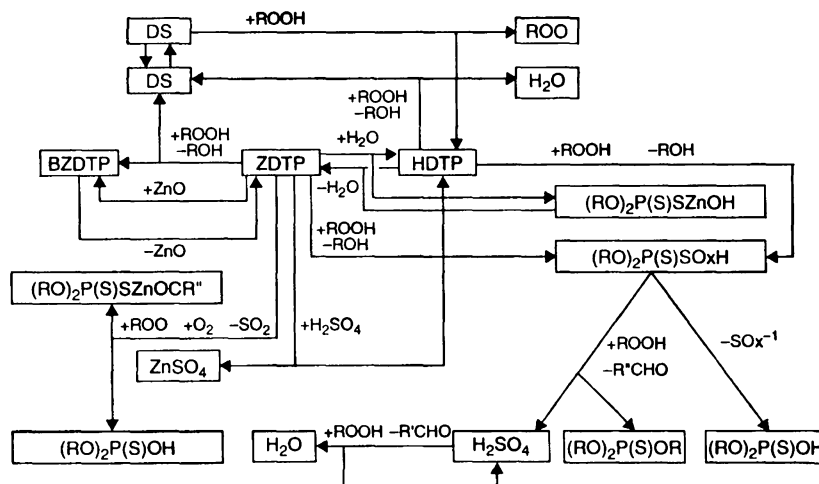 +ROOH
DS
ROO
DS
H₂O
+ROOH
−ROH
+ROOH
−ROH
+H₂O
BZDTP
ZDTP
HDTP
+ROOH −ROH
+ZnO
−H₂O
(RO)₂P(S)SZnOH
+ROOH
−ROH
−ZnO
(RO)₂P(S)SOxH
(RO)₂P(S)SZnOCR"
+ROO +O₂ −SO₂
+H₂SO₄
+ROOH
−R"CHO
−SOx⁻¹
ZnSO₄
+ROOH −R'CHO
(RO)₂P(S)OH
H₂O
H₂SO₄
(RO)₂P(S)OR
(RO)₂P(S)OH